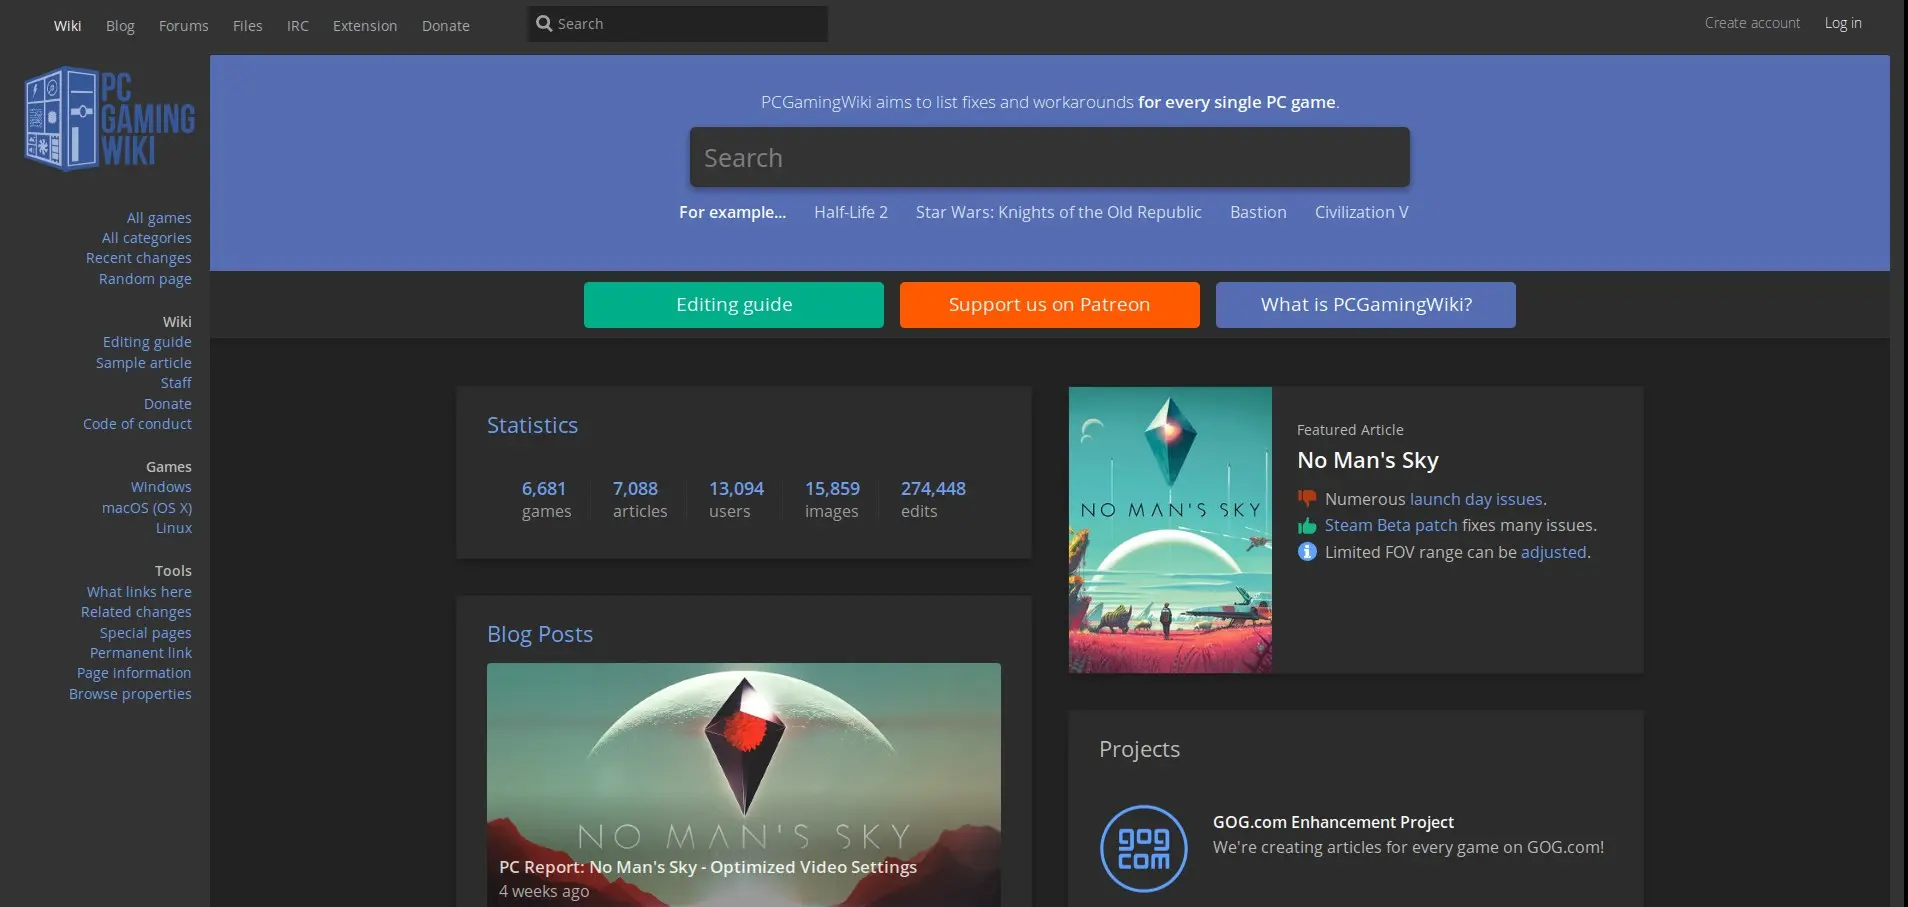 Wiki Blog Forums Files IRC Extension Donate Search Create account Log in
PC
GAMING
WIKI
All games
All categories
Recent changes
Random page
Wiki
Editing guide
Sample article
Staff
Donate
Code of conduct
Games
Windows
macOS (OS X)
Linux
Tools
What links here
Related changes
Special pages
Permanent link
Page information
Browse properties
PCGamingWiki aims to list fixes and workarounds for every single PC game.
Search
For example... Half-Life 2 Star Wars: Knights of the Old Republic Bastion Civilization V
Editing guide Support us on Patreon What is PCGamingWiki?
Statistics
6,681 7,088 13,094 15,859 274,448
games articles users images edits
Blog Posts
NO MAN'S SKY
PC Report: No Man's Sky - Optimized Video Settings
4 weeks ago
NO MAN'S SKY
Featured Article
No Man's Sky
Numerous launch day issues.
Steam Beta patch fixes many issues.
Limited FOV range can be adjusted.
Projects
gog
com
GOG.com Enhancement Project
We're creating articles for every game on GOG.com!